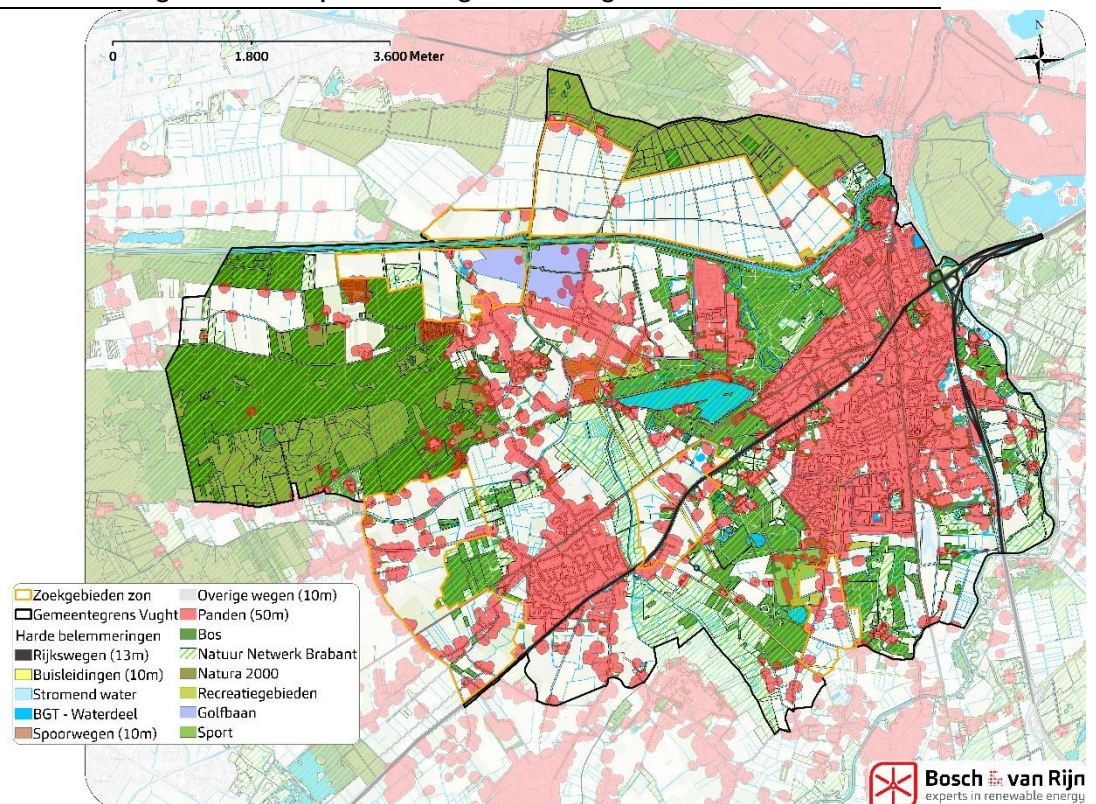 0 1.800 3.600 Meter
N
Zoekgebieden zon
Gemeentegrens Vught
Harde belemmeringen
Rijkswegen (13m)
Buisleidingen (10m)
Stromend water
BGT - Waterdeel
Spoorwegen (10m)
Overige wegen (10m)
Panden (50m)
Bos
Natuur Netwerk Brabant
Natura 2000
Recreatiegebieden
Golfbaan
Sport
Bosch & van Rijn
experts in renewable energy